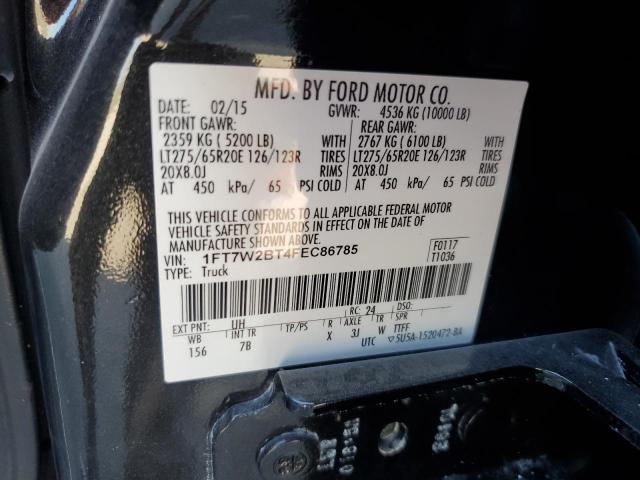 MFD. BY FORD MOTOR CO.
DATE: 02/15 GVWR: 4536 KG (10000 LB)
FRONT GAWR: REAR GAWR:
2359 KG ( 5200 LB) WITH 2767 KG ( 6100 LB) WITH
LT275/65R20E 126/123R TIRES LT275/65R20E 126/123R TIRES
20X8.0J RIMS 20X8.0J RIMS
AT 450 kPa/ 65 PSI COLD AT 450 kPa/ 65 PSI COLD
THIS VEHICLE CONFORMS TO ALL APPLICABLE FEDERAL MOTOR
VEHICLE SAFETY STANDARDS IN EFFECT ON THE DATE OF
MANUFACTURE SHOWN ABOVE.
VIN: 1FT7W2BT4FEC86785 F0117
TYPE: Truck T1036
RC: 24 DSO:
EXT PNT: UH
WB INT TR TP/PS R AXLE TR SPR
156 7B X 3J W TTFF
UTC ▽5U5A-1520472-BA